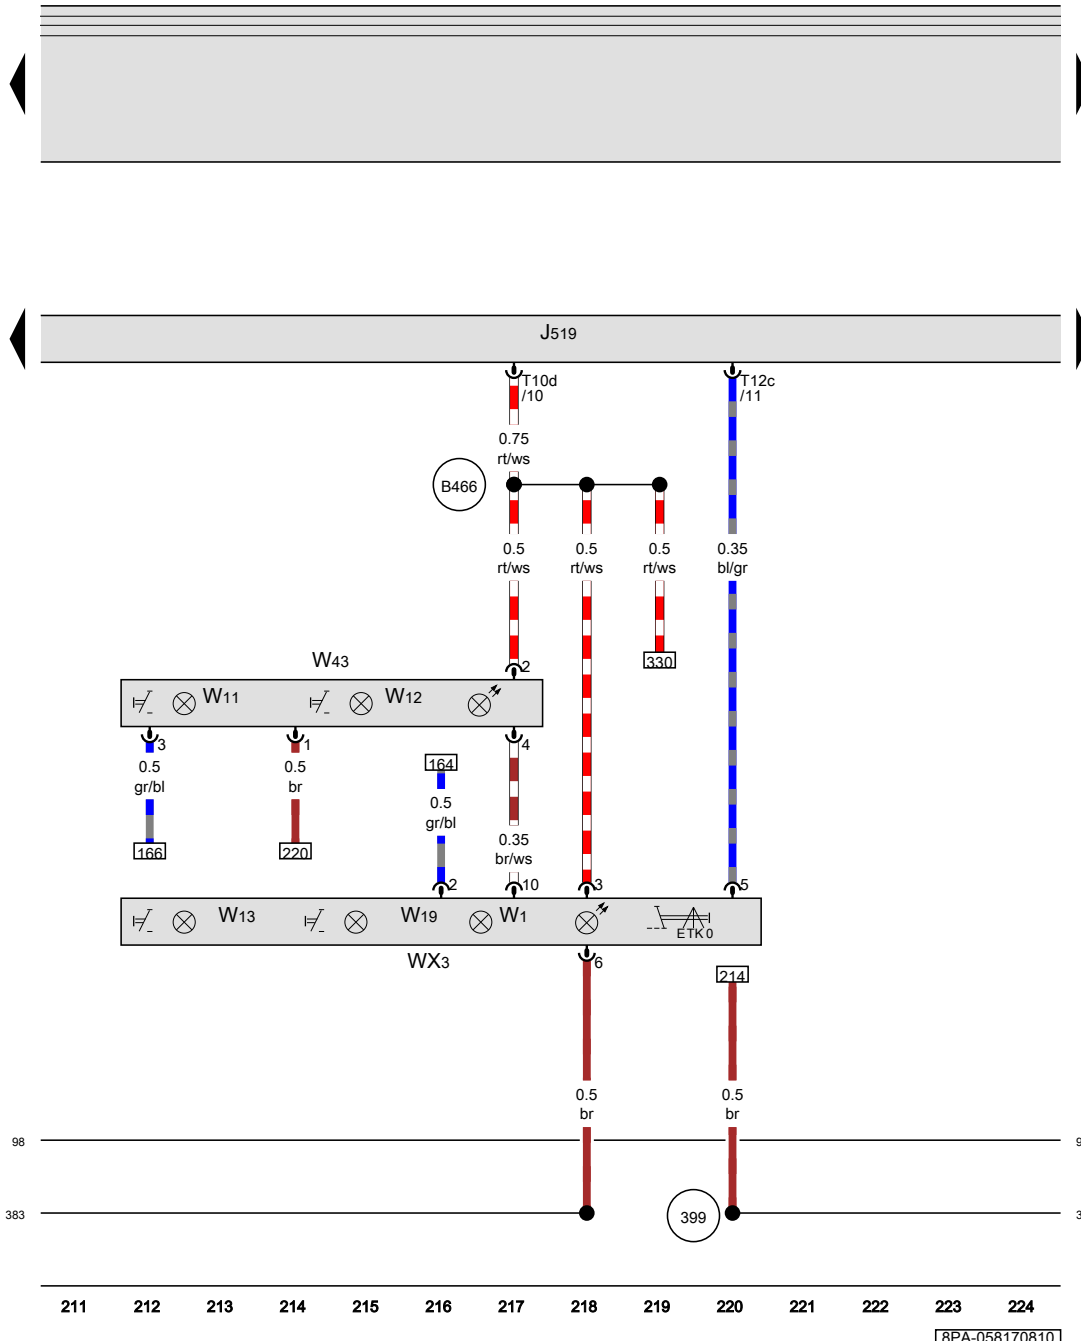 J519
T10d
/10
T12c
/11
0.75
rt/ws
B466
0.5
rt/ws
0.5
rt/ws
0.5
rt/ws
0.35
bl/gr
W43
2
330
W11
W12
3
1
4
0.5
gr/bl
0.5
br
164
0.5
gr/bl
166
220
0.35
br/ws
2
10
3
5
W13
W19
W1
ETK0
WX3
6
214
0.5
br
0.5
br
98
9
383
399
3
211 212 213 214 215 216 217 218 219 220 221 222 223 224
8PA-058170810